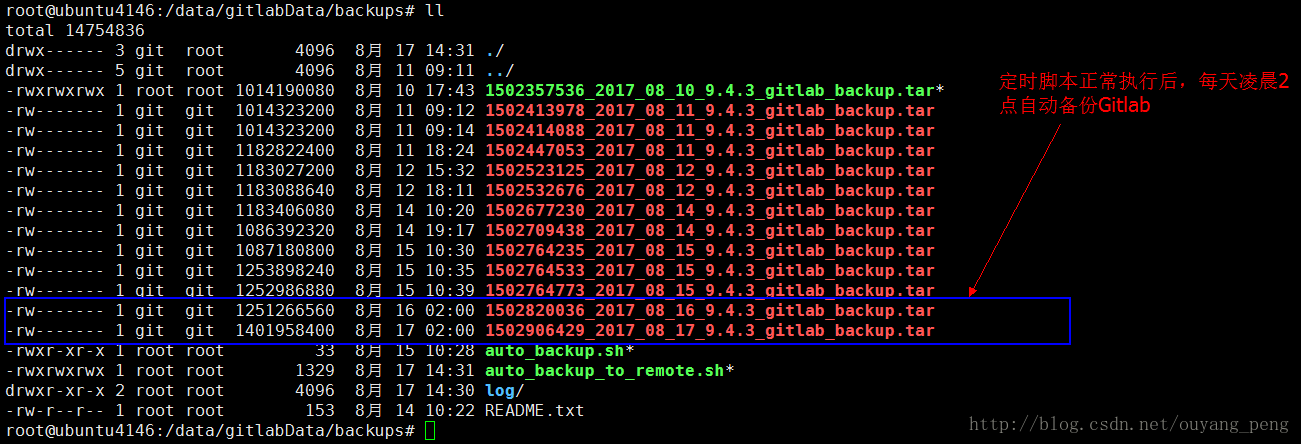 root@ubuntu4146:/data/gitlabData/backups# ll
total 14754836
drwx------ 3 git  root       4096  8月 17 14:31 ./
drwx------ 5 git  root       4096  8月 11 09:11 ../
-rwxrwxrwx 1 root root 1014190080  8月 10 17:43 1502357536_2017_08_10_9.4.3_gitlab_backup.tar*
-rw------- 1 git  git  1014323200  8月 11 09:12 1502413978_2017_08_11_9.4.3_gitlab_backup.tar
-rw------- 1 git  git  1014323200  8月 11 09:14 1502414088_2017_08_11_9.4.3_gitlab_backup.tar
-rw------- 1 git  git  1182822400  8月 11 18:24 1502447053_2017_08_11_9.4.3_gitlab_backup.tar
-rw------- 1 git  git  1183027200  8月 12 15:32 1502523125_2017_08_12_9.4.3_gitlab_backup.tar
-rw------- 1 git  git  1183088640  8月 12 18:11 1502532676_2017_08_12_9.4.3_gitlab_backup.tar
-rw------- 1 git  git  1183406080  8月 14 10:20 1502677230_2017_08_14_9.4.3_gitlab_backup.tar
-rw------- 1 git  git  1086392320  8月 14 19:17 1502709438_2017_08_14_9.4.3_gitlab_backup.tar
-rw------- 1 git  git  1087180800  8月 15 10:30 1502764235_2017_08_15_9.4.3_gitlab_backup.tar
-rw------- 1 git  git  1253898240  8月 15 10:35 1502764533_2017_08_15_9.4.3_gitlab_backup.tar
-rw------- 1 git  git  1252986880  8月 15 10:39 1502764773_2017_08_15_9.4.3_gitlab_backup.tar
-rw------- 1 git  git  1251266560  8月 16 02:00 1502820036_2017_08_16_9.4.3_gitlab_backup.tar
-rw------- 1 git  git  1401958400  8月 17 02:00 1502906429_2017_08_17_9.4.3_gitlab_backup.tar
-rwxr-xr-x 1 root root         33  8月 15 10:28 auto_backup.sh*
-rwxrwxrwx 1 root root       1329  8月 17 14:31 auto_backup_to_remote.sh*
drwxr-xr-x 2 root root       4096  8月 17 14:30 log/
-rw-r--r-- 1 root root        153  8月 14 10:22 README.txt
root@ubuntu4146:/data/gitlabData/backups#
定时脚本正常执行后，每天凌晨2
点自动备份Gitlab
http://blog.csdn.net/ouyang_peng